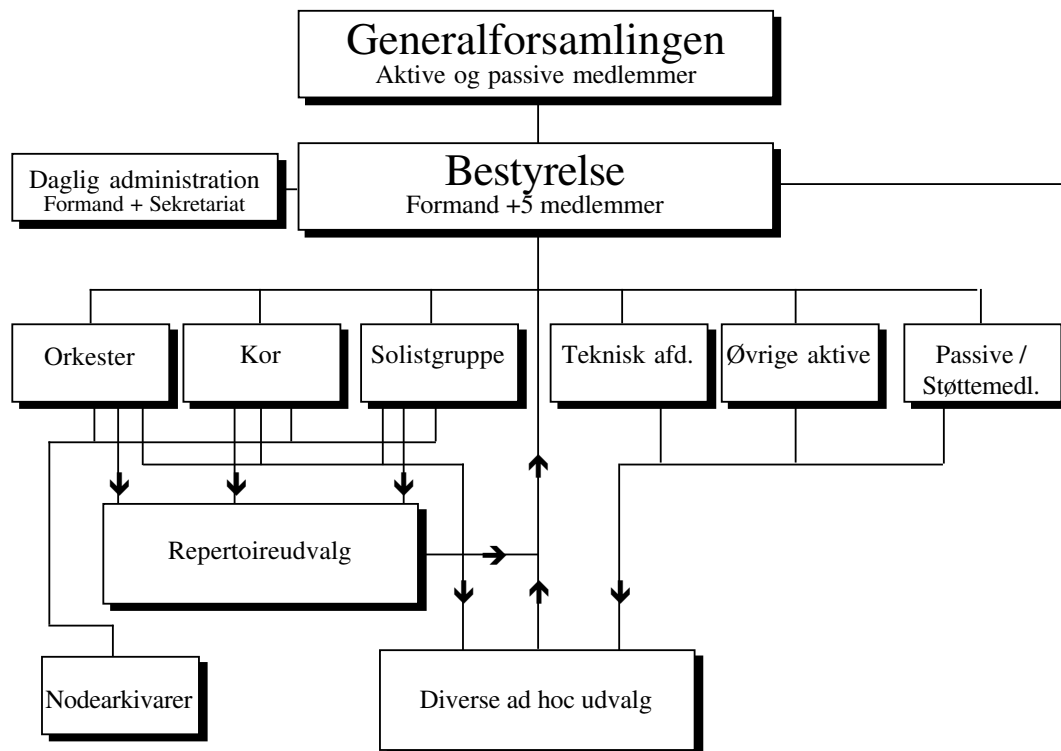 Generalforsamlingen
Aktive og passive medlemmer
Bestyrelse
Formand +5 medlemmer
Daglig administration
Formand + Sekretariat
Orkester
Kor
Solistgruppe
Teknisk afd.
Øvrige aktive
Passive /
Støttemedl.
Repertoireudvalg
Nodearkivarer
Diverse ad hoc udvalg